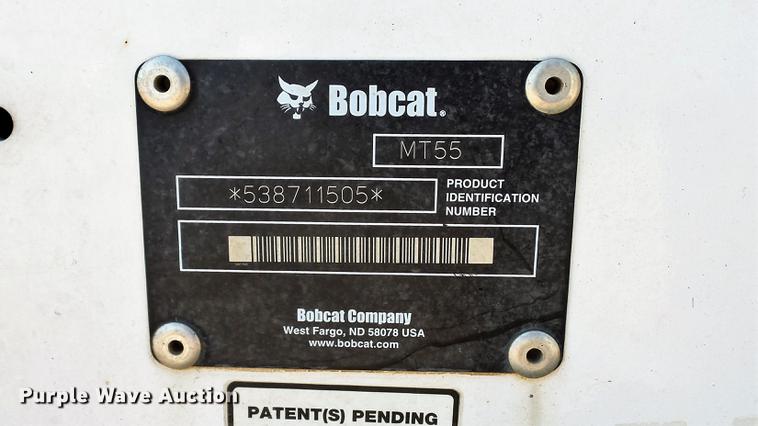 Bobcat®
MT55
*538711505*
PRODUCT
IDENTIFICATION
NUMBER
Bobcat Company
West Fargo, ND 58078 USA
www.bobcat.com
PATENT(S) PENDING
Purple Wave Auction